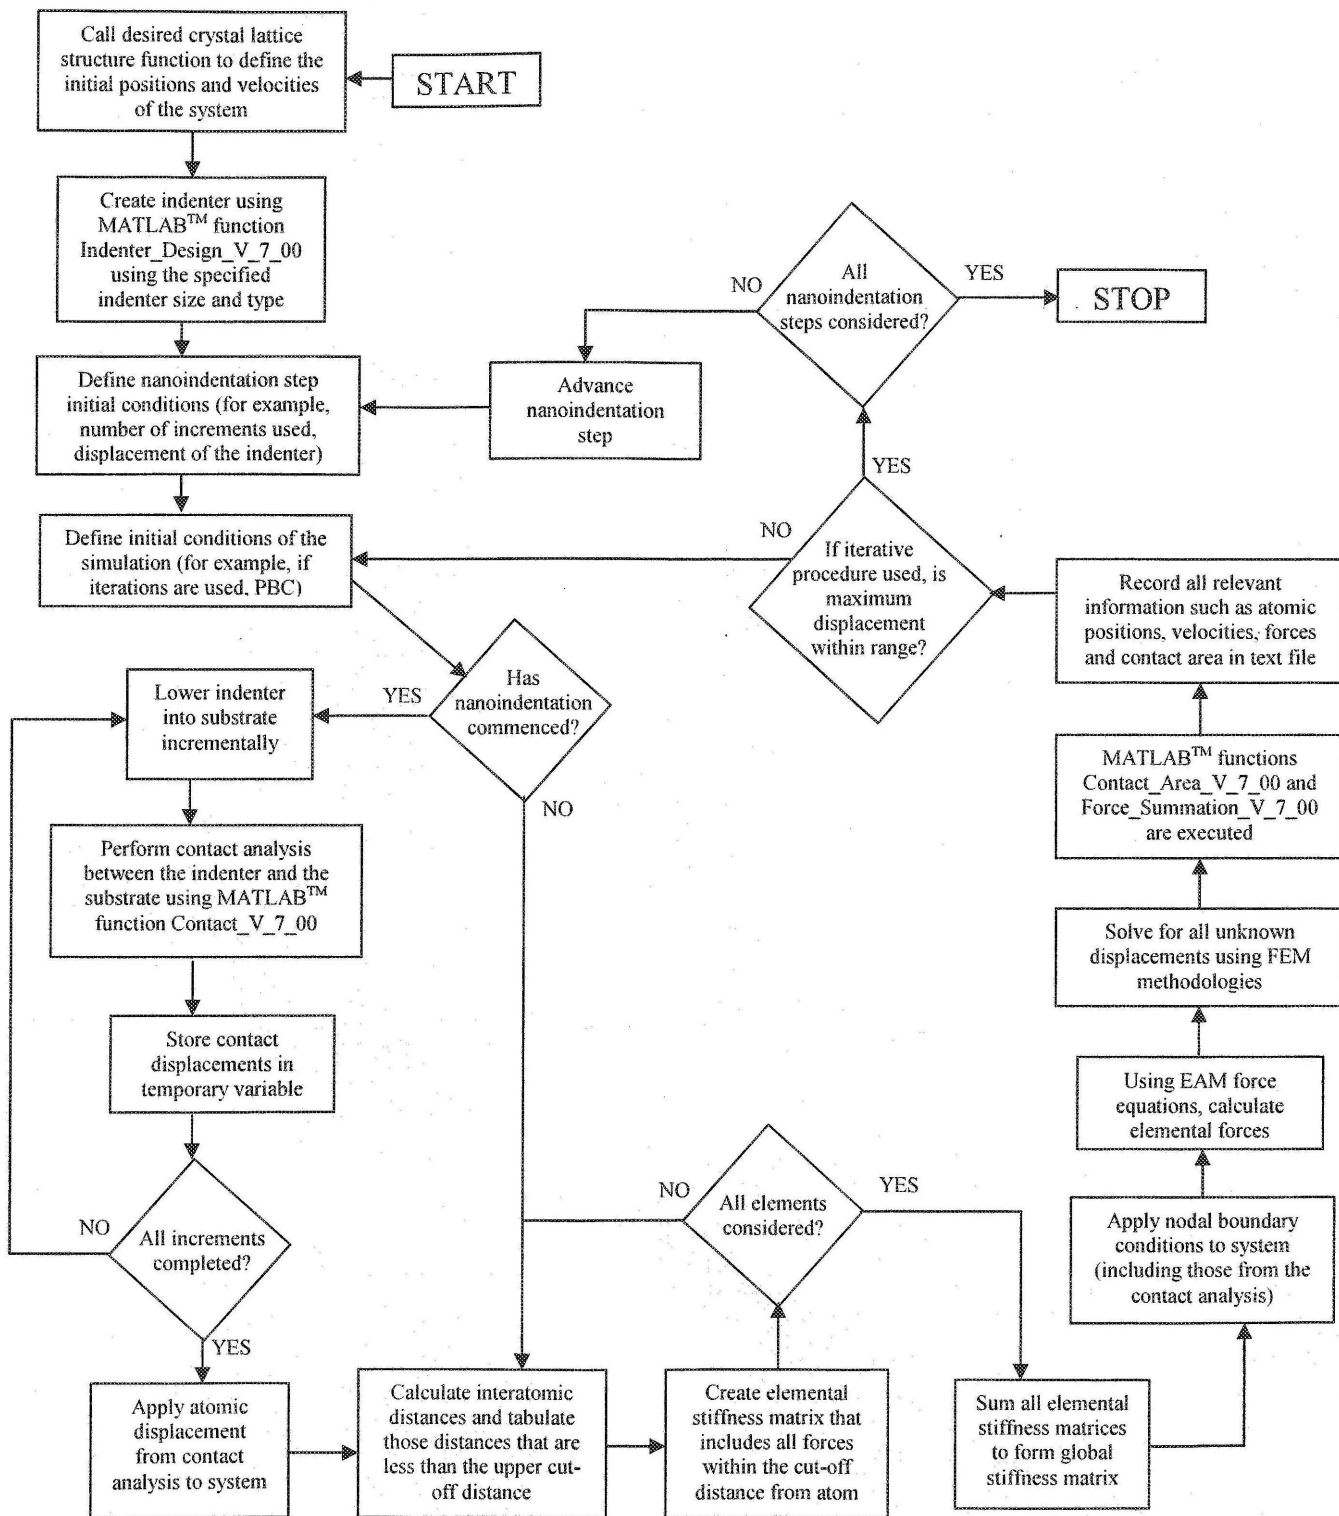 Call desired crystal lattice
structure function to define the
initial positions and velocities
of the system
START
Create indenter using
MATLAB™ function
Indenter_Design_V_7_00
using the specified
indenter size and type
Define nanoindentation step
initial conditions (for example,
number of increments used,
displacement of the indenter)
Advance
nanoindentation
step
NO
All
nanoindentation
steps considered?
YES
STOP
YES
Define initial conditions of the
simulation (for example, if
iterations are used, PBC)
NO
If iterative
procedure used, is
maximum
displacement
within range?
Record all relevant
information such as atomic
positions, velocities, forces
and contact area in text file
Has
nanoindentation
commenced?
YES
NO
Lower indenter
into substrate
incrementally
MATLAB™ functions
Contact_Area_V_7_00 and
Force_Summation_V_7_00
are executed
Perform contact analysis
between the indenter and the
substrate using MATLAB™
function Contact_V_7_00
Solve for all unknown
displacements using FEM
methodologies
Store contact
displacements in
temporary variable
Using EAM force
equations, calculate
elemental forces
NO
All increments
completed?
YES
NO
All elements
considered?
YES
Apply nodal boundary
conditions to system
(including those from the
contact analysis)
Apply atomic
displacement
from contact
analysis to system
Calculate interatomic
distances and tabulate
those distances that are
less than the upper cut-
off distance
Create elemental
stiffness matrix that
includes all forces
within the cut-off
distance from atom
Sum all elemental
stiffness matrices
to form global
stiffness matrix